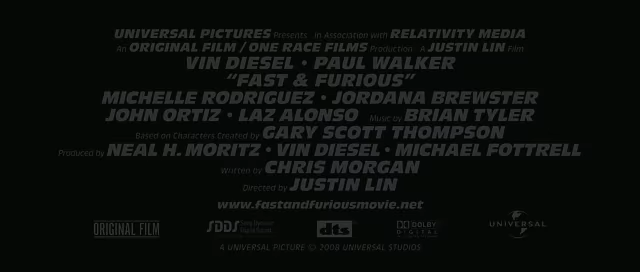 UNIVERSAL PICTURES Presents In Association with RELATIVITY MEDIA
An ORIGINAL FILM / ONE RACE FILMS Production A JUSTIN LIN Film
VIN DIESEL • PAUL WALKER
“FAST & FURIOUS”
MICHELLE RODRIGUEZ • JORDANA BREWSTER
JOHN ORTIZ • LAZ ALONSO Music by BRIAN TYLER
Based on Characters Created by GARY SCOTT THOMPSON
Produced by NEAL H. MORITZ • VIN DIESEL • MICHAEL FOTTRELL
Written by CHRIS MORGAN
Directed by JUSTIN LIN
www.fastandfuriousmovie.net
ORIGINAL FILM SDDS dts DOLBY DIGITAL UNIVERSAL
A UNIVERSAL PICTURE © 2008 UNIVERSAL STUDIOS